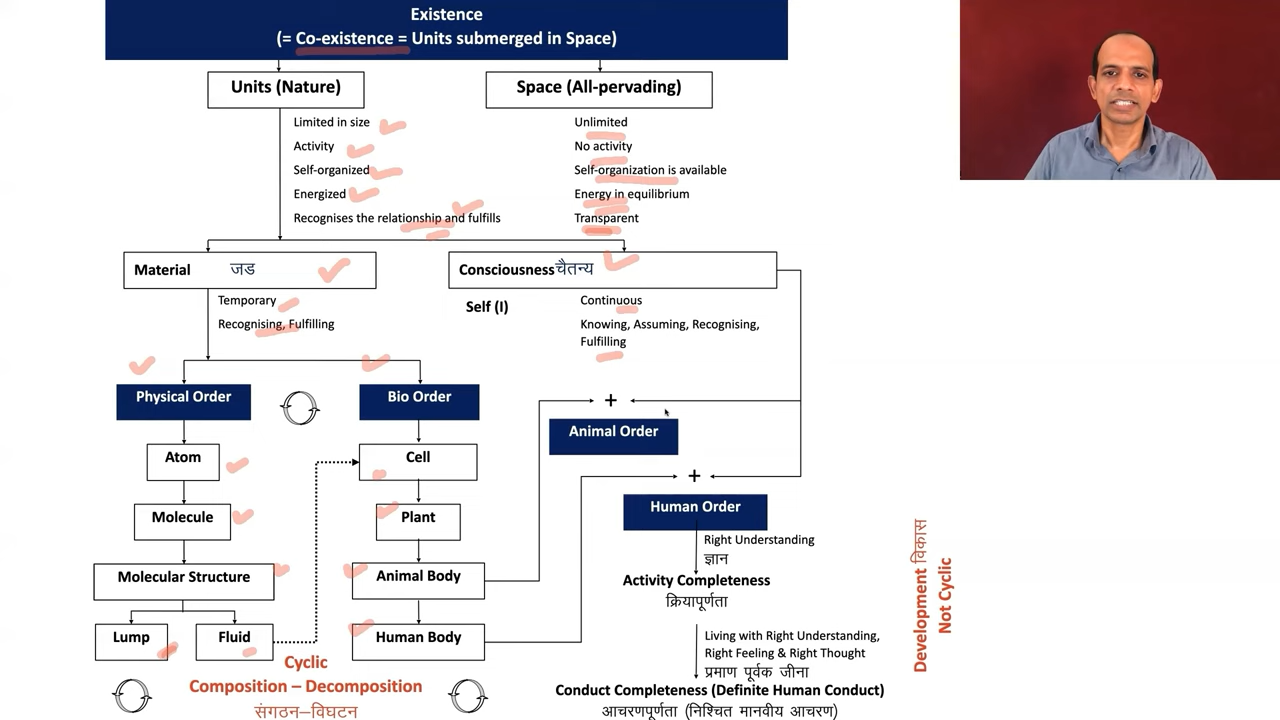 Existence
(= Co-existence = Units submerged in Space)
Units (Nature)
Space (All-pervading)
Limited in size
Activity
Self-organized
Energized
Recognises the relationship and fulfills
Unlimited
No activity
Self-organization is available
Energy in equilibrium
Transparent
Material जड
Consciousness चैतन्य
Temporary
Recognising, Fulfilling
Self (I)
Continuous
Knowing, Assuming, Recognising,
Fulfilling
Physical Order
Bio Order
Animal Order
Human Order
Atom
Molecule
Molecular Structure
Lump
Fluid
Cell
Plant
Animal Body
Human Body
+
+
Right Understanding
ज्ञान
Activity Completeness
क्रियापूर्णता
Living with Right Understanding,
Right Feeling & Right Thought
प्रमाण पूर्वक जीना
Conduct Completeness (Definite Human Conduct)
आचरणपूर्णता (निश्चित मानवीय आचरण)
Cyclic
Composition – Decomposition
संगठन–विघटन
Development विकास
Not Cyclic